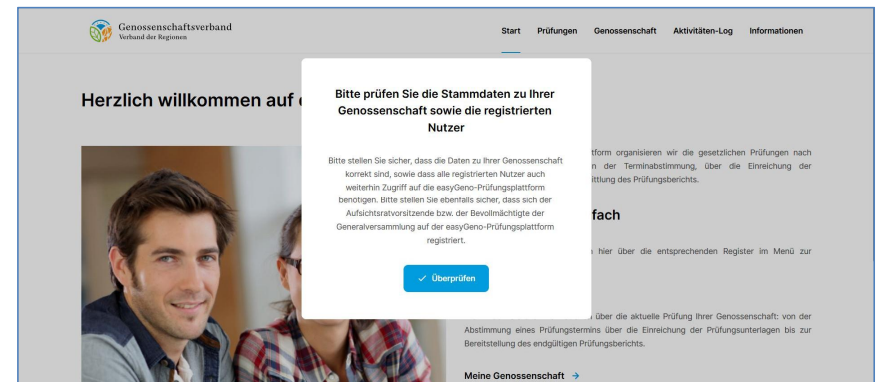 Genossenschaftsverband
Verband der Regionen
Start Prüfungen Genossenschaft Aktivitäten-Log Informationen
Herzlich willkommen auf
Bitte prüfen Sie die Stammdaten zu Ihrer
Genossenschaft sowie die registrierten
Nutzer
Bitte stellen Sie sicher, dass die Daten zu Ihrer Genossenschaft
korrekt sind, sowie dass alle registrierten Nutzer auch
weiterhin Zugriff auf die easyGeno-Prüfungsplattform
benötigen. Bitte stellen Sie ebenfalls sicher, dass sich der
Aufsichtsratvorsitzende bzw. der Bevollmächtigte der
Generalversammlung auf der easyGeno-Prüfungsplattform
registriert.
Überprüfen
tform organisieren wir die gesetzlichen Prüfungen nach
n der Terminabstimmung, über die Einreichung der
ittlung des Prüfungsberichts.
fach
hier über die entsprechenden Register im Menü zur
über die aktuelle Prüfung Ihrer Genossenschaft: von der
Abstimmung eines Prüfungstermins über die Einreichung der Prüfungsunterlagen bis zur
Bereitstellung des endgültigen Prüfungsberichts.
Meine Genossenschaft →